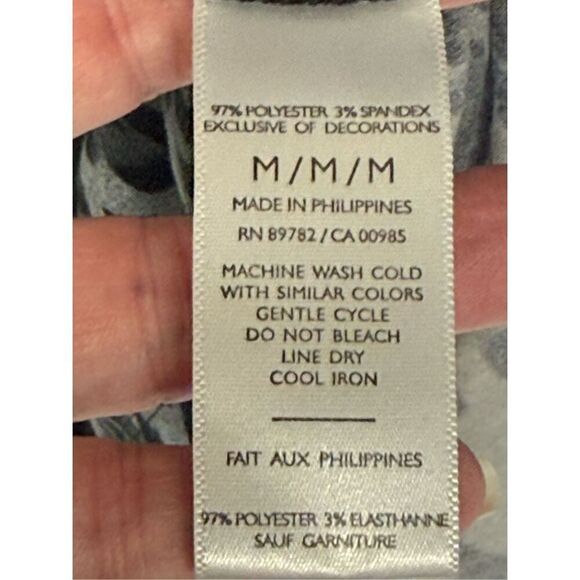 97% POLYESTER 3% SPANDEX
EXCLUSIVE OF DECORATIONS
M/M/M
MADE IN PHILIPPINES
RN 89782 / CA 00985
MACHINE WASH COLD
WITH SIMILAR COLORS
GENTLE CYCLE
DO NOT BLEACH
LINE DRY
COOL IRON
FAIT AUX PHILIPPINES
97% POLYESTER 3% ELASTHANNE
SAUF GARNITURE